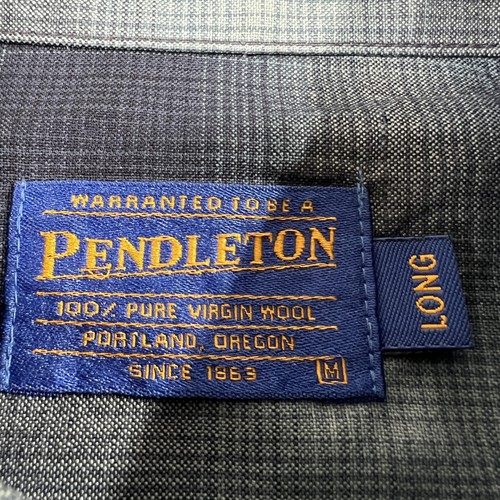 WARRANTED TO BE A
PENDLETON
100% PURE VIRGIN WOOL
PORTLAND, OREGON
SINCE 1863
M
LONG